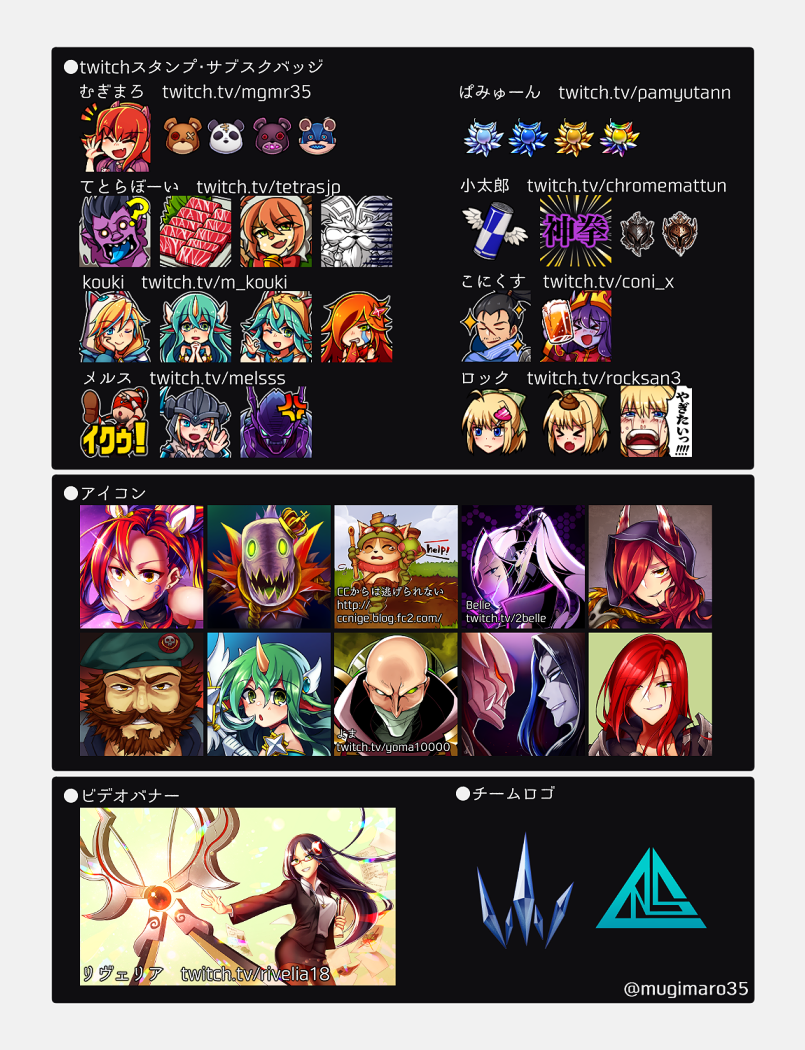 ●twitchスタンプ・サブスクバッジ
むぎまろ twitch.tv/mgmr35
ぱみゅーん twitch.tv/pamyutann
てとらぼーい twitch.tv/tetrasjp
?
小太郎 twitch.tv/chromemattun
神拳
kouki twitch.tv/m_kouki
こにくす twitch.tv/coni_x
メルス twitch.tv/melsss
イクゥ!
ロック twitch.tv/rocksan3
やぎたいっ!!!!
●アイコン
help!
CCからは逃げられない
http://
ccnige.blog.fc2.com/
Belle
twitch.tv/2belle
よま
twitch.tv/yoma10000
●ビデオバナー
リヴェリア twitch.tv/rivelia18
●チームロゴ
@mugimaro35